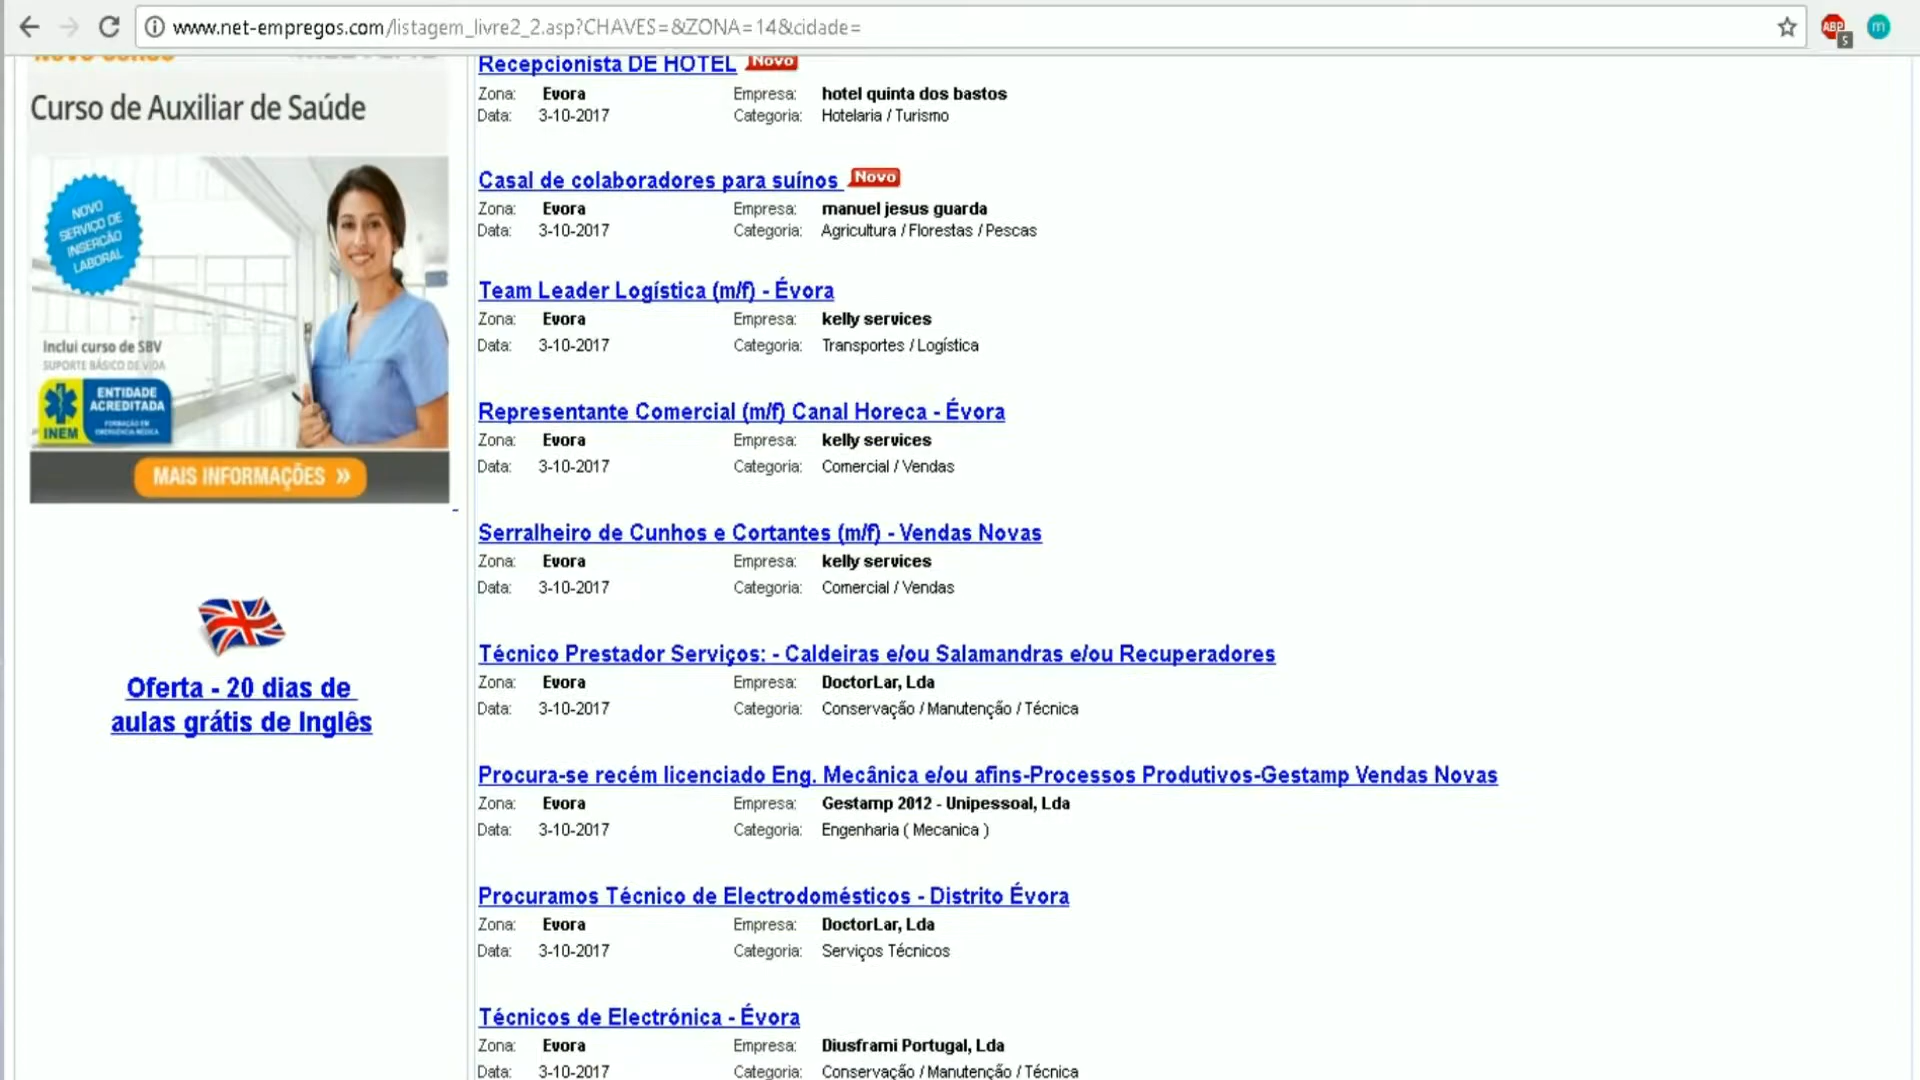 www.net-empregos.com/listagem_livre2_2.asp?CHAVES=&ZONA=14&cidade=
ABP
5
m
Curso de Auxiliar de Saúde
NOVO
SERVIÇO DE
INSERÇÃO
LABORAL
Inclui curso de SBV
SUPORTE BÁSICO DE VIDA
INEM
ENTIDADE
ACREDITADA
FORMAÇÃO EM
EMERGÊNCIA MÉDICA
MAIS INFORMAÇÕES »
Oferta - 20 dias de
aulas grátis de Inglês
Recepcionista DE HOTEL Novo
Zona: Evora Empresa: hotel quinta dos bastos
Data: 3-10-2017 Categoria: Hotelaria / Turismo
Casal de colaboradores para suínos Novo
Zona: Evora Empresa: manuel jesus guarda
Data: 3-10-2017 Categoria: Agricultura / Florestas / Pescas
Team Leader Logística (m/f) - Évora
Zona: Evora Empresa: kelly services
Data: 3-10-2017 Categoria: Transportes / Logística
Representante Comercial (m/f) Canal Horeca - Évora
Zona: Evora Empresa: kelly services
Data: 3-10-2017 Categoria: Comercial / Vendas
Serralheiro de Cunhos e Cortantes (m/f) - Vendas Novas
Zona: Evora Empresa: kelly services
Data: 3-10-2017 Categoria: Comercial / Vendas
Técnico Prestador Serviços: - Caldeiras e/ou Salamandras e/ou Recuperadores
Zona: Evora Empresa: DoctorLar, Lda
Data: 3-10-2017 Categoria: Conservação / Manutenção / Técnica
Procura-se recém licenciado Eng. Mecânica e/ou afins-Processos Produtivos-Gestamp Vendas Novas
Zona: Evora Empresa: Gestamp 2012 - Unipessoal, Lda
Data: 3-10-2017 Categoria: Engenharia ( Mecanica )
Procuramos Técnico de Electrodomésticos - Distrito Évora
Zona: Evora Empresa: DoctorLar, Lda
Data: 3-10-2017 Categoria: Serviços Técnicos
Técnicos de Electrónica - Évora
Zona: Evora Empresa: Diusframi Portugal, Lda
Data: 3-10-2017 Categoria: Conservação / Manutenção / Técnica